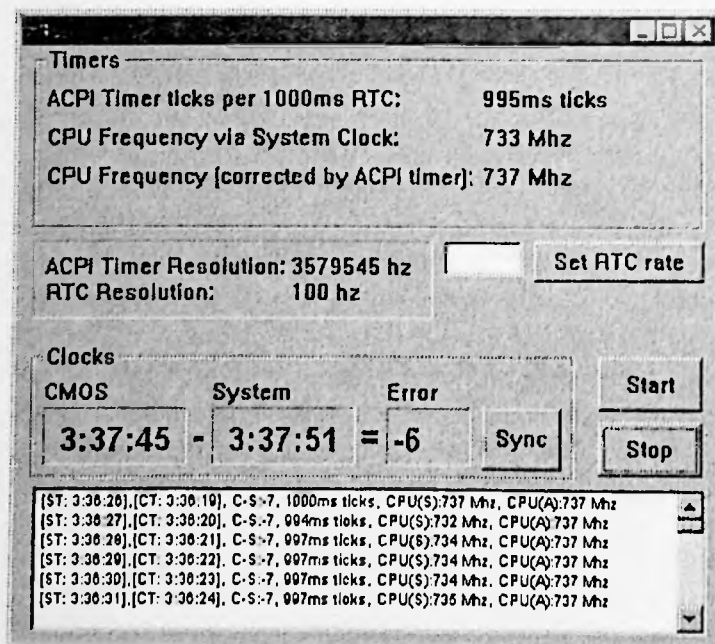 Timers
ACPI Timer ticks per 1000ms RTC: 995ms ticks
CPU Frequency via System Clock: 733 Mhz
CPU Frequency (corrected by ACPI timer): 737 Mhz
ACPI Timer Resolution: 3579545 hz
RTC Resolution: 100 hz
Set RTC rate
Clocks
CMOS System Error
3:37:45 - 3:37:51 = -6
Sync
Start
Stop
[ST: 3:36:26],[CT: 3:36:19], C-S:-7, 1000ms ticks, CPU(S):737 Mhz, CPU(A):737 Mhz
[ST: 3:36:27],[CT: 3:36:20], C-S:-7, 994ms ticks, CPU(S):732 Mhz, CPU(A):737 Mhz
[ST: 3:36:28],[CT: 3:36:21], C-S:-7, 997ms ticks, CPU(S):734 Mhz, CPU(A):737 Mhz
[ST: 3:36:29],[CT: 3:36:22], C-S:-7, 997ms ticks, CPU(S):734 Mhz, CPU(A):737 Mhz
[ST: 3:36:30],[CT: 3:36:23], C-S:-7, 997ms ticks, CPU(S):734 Mhz, CPU(A):737 Mhz
[ST: 3:36:31],[CT: 3:36:24], C-S:-7, 997ms ticks, CPU(S):735 Mhz, CPU(A):737 Mhz